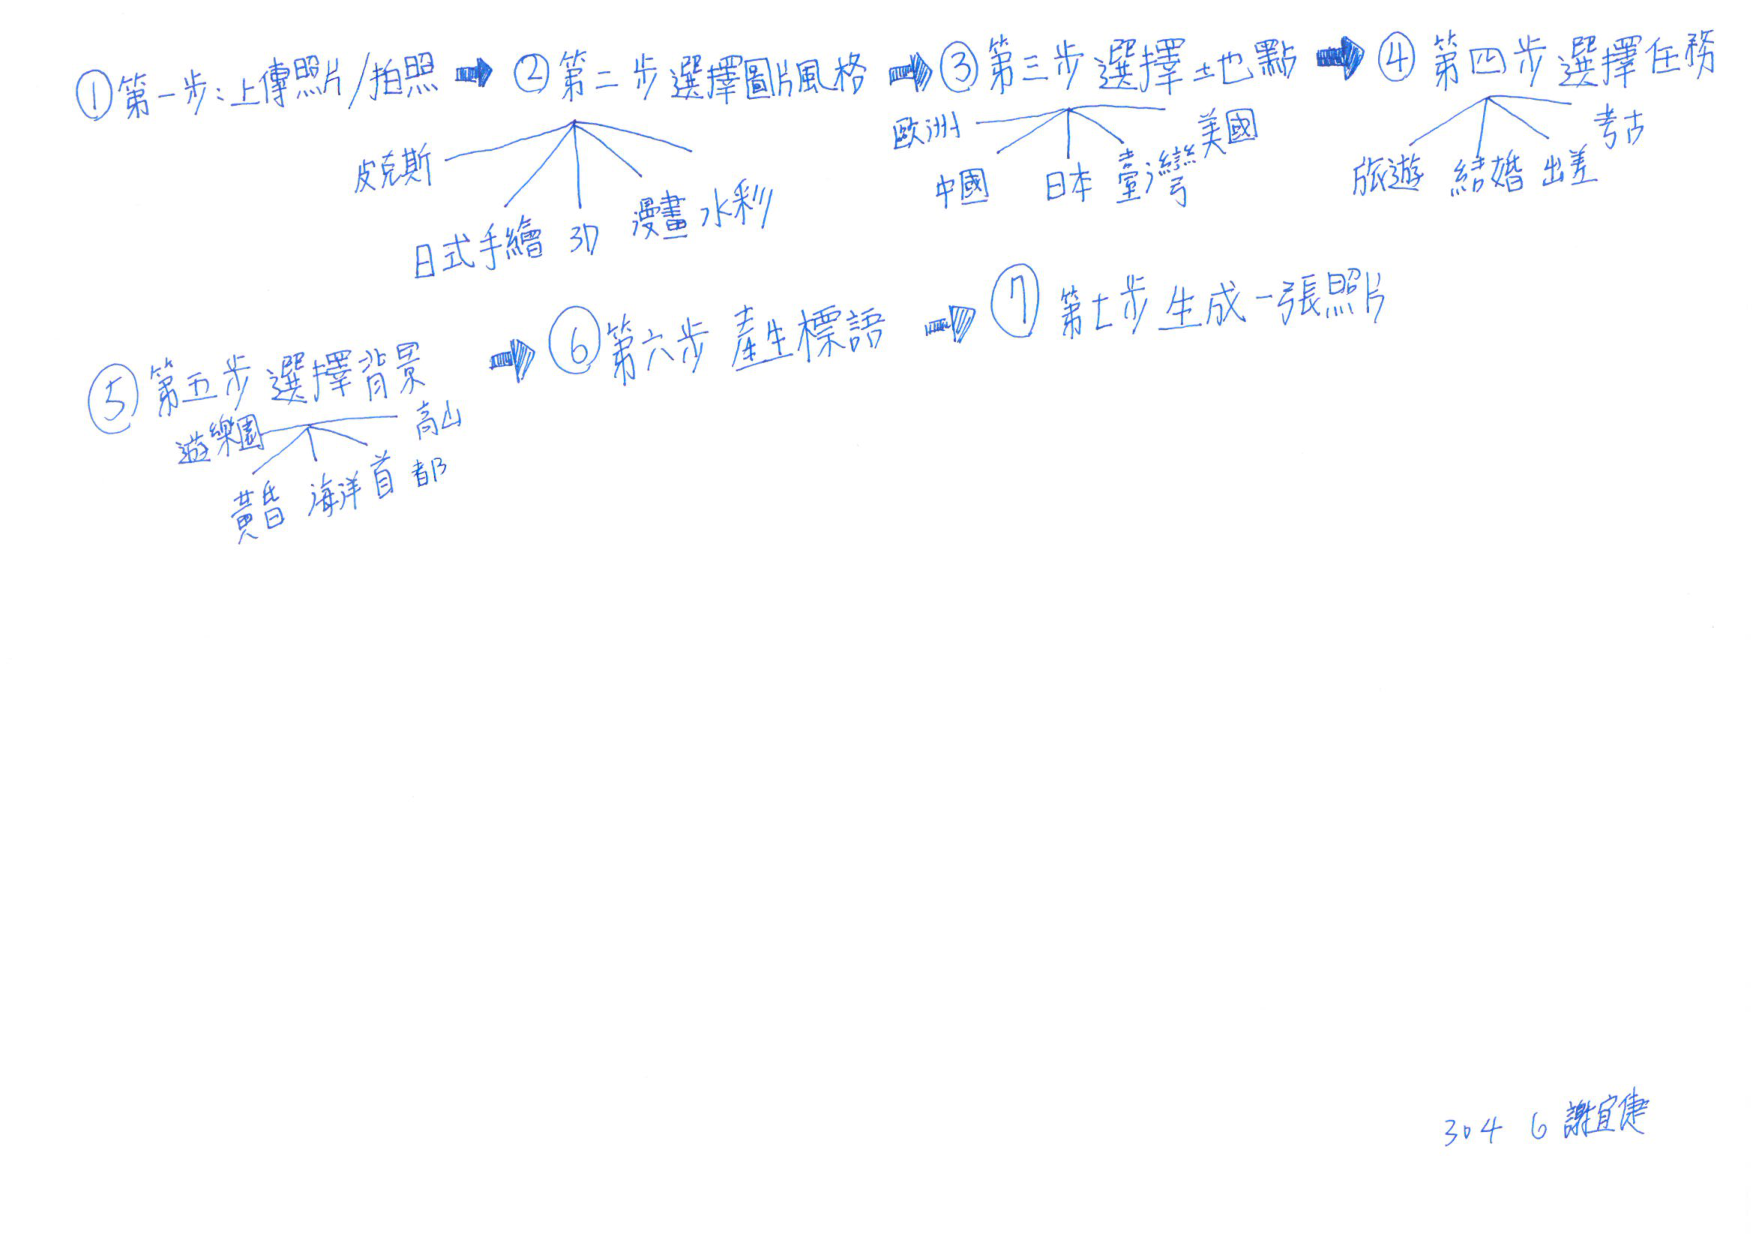 ①第一步:上傳照片/拍照 ➡ ②第二步選擇圖片風格 ➡ ③第三步選擇地點 ➡ ④第四步選擇任務
皮克斯 日式手繪 3D 漫畫 水彩
歐洲 中國 日本 臺灣 美國
旅遊 結婚 出差 考古
⑤第五步選擇背景 ➡ ⑥第六步產生標語 ➡ ⑦第七步生成一張照片
遊樂園 黃昏 海洋 首都 高山
304 6 謝宜倢